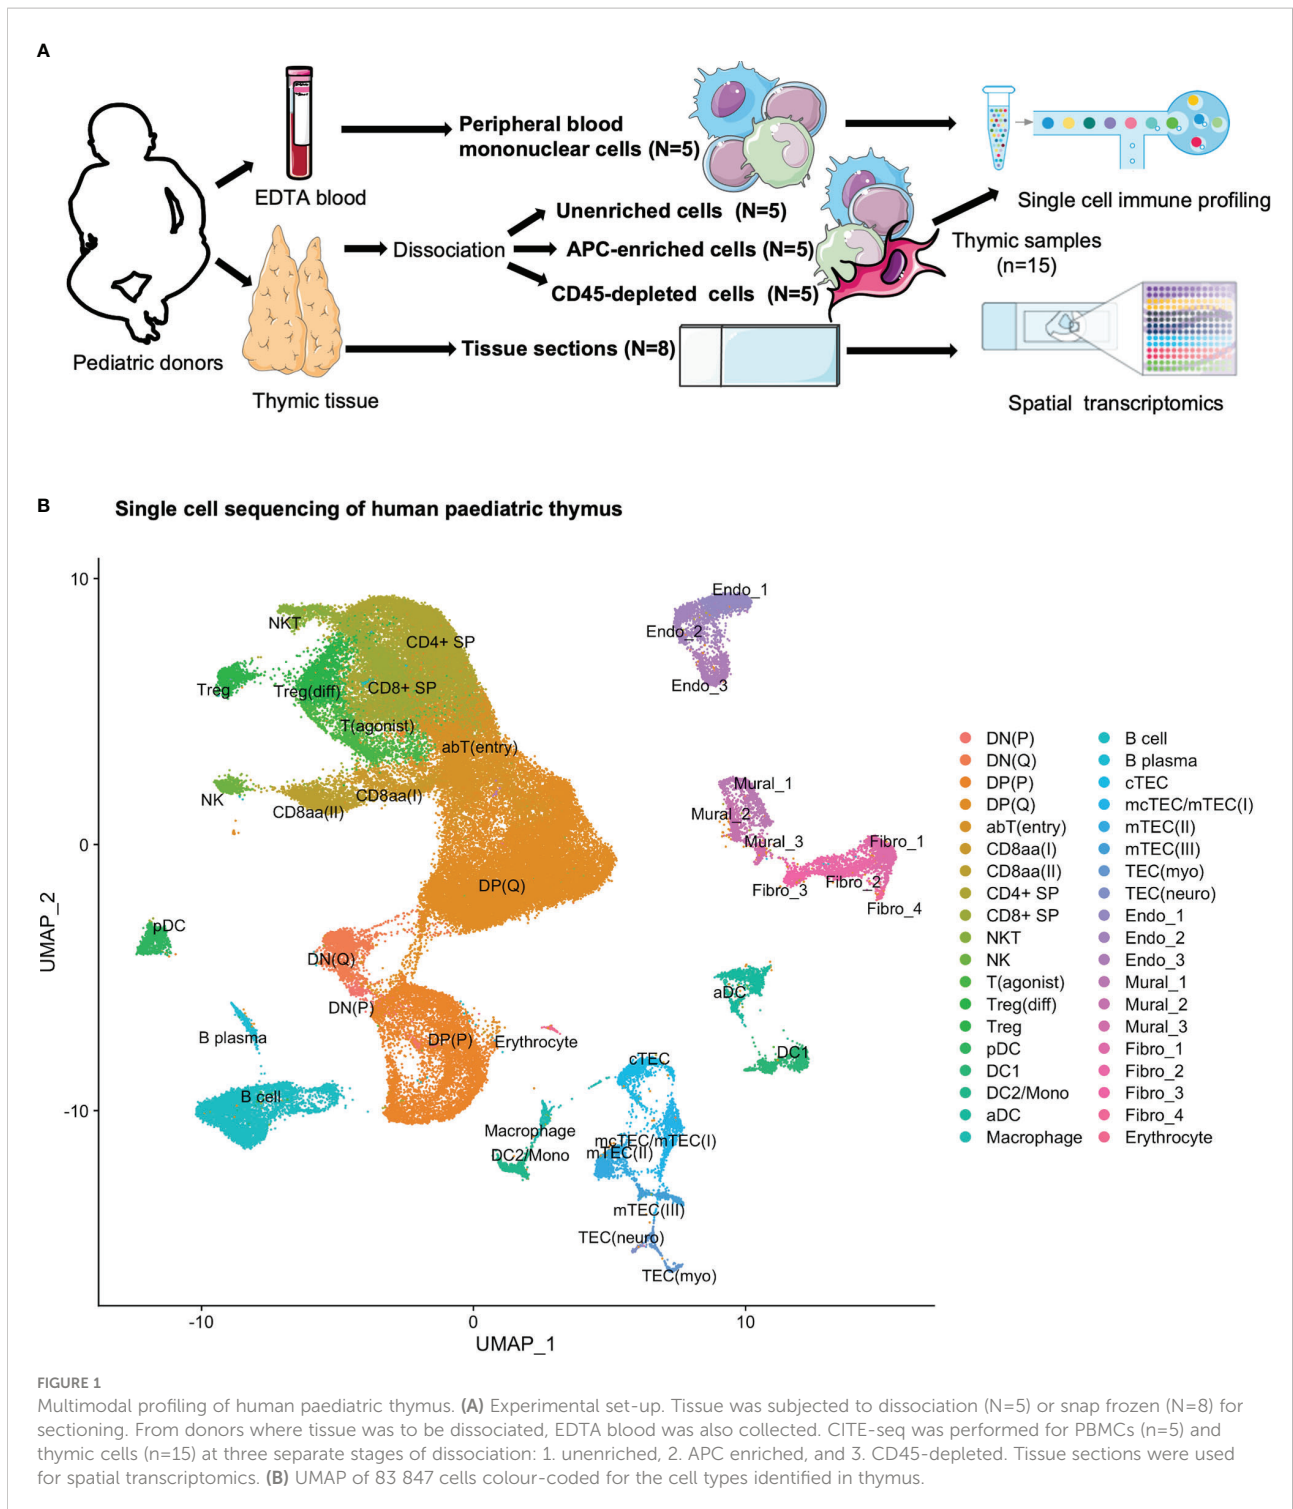 A
EDTA blood
Pediatric donors
Thymic tissue
Peripheral blood
mononuclear cells (N=5)
Dissociation
Unenriched cells (N=5)
APC-enriched cells (N=5)
CD45-depleted cells (N=5)
Tissue sections (N=8)
Single cell immune profiling
Thymic samples
(n=15)
Spatial transcriptomics
B
Single cell sequencing of human paediatric thymus
UMAP_2
10
0
-10
-10
0
10
UMAP_1
NKT
CD4+ SP
Treg
Treg(diff)
CD8+ SP
T(agonist)
abT(entry)
NK
CD8aa(II)
CD8aa(I)
DP(Q)
pDC
DN(Q)
DN(P)
DP(P)
Erythrocyte
B plasma
B cell
Endo_1
Endo_2
Endo_3
Mural_1
Mural_2
Mural_3
Fibro_1
Fibro_2
Fibro_3
Fibro_4
aDC
DC1
cTEC
Macrophage
DC2/Mono
mcTEC/mTEC(I)
mTEC(II)
mTEC(III)
TEC(neuro)
TEC(myo)
DN(P)
DN(Q)
DP(P)
DP(Q)
abT(entry)
CD8aa(I)
CD8aa(II)
CD4+ SP
CD8+ SP
NKT
NK
T(agonist)
Treg(diff)
Treg
pDC
DC1
DC2/Mono
aDC
Macrophage
B cell
B plasma
cTEC
mcTEC/mTEC(I)
mTEC(II)
mTEC(III)
TEC(myo)
TEC(neuro)
Endo_1
Endo_2
Endo_3
Mural_1
Mural_2
Mural_3
Fibro_1
Fibro_2
Fibro_3
Fibro_4
Erythrocyte
FIGURE 1
Multimodal profiling of human paediatric thymus. (A) Experimental set-up. Tissue was subjected to dissociation (N=5) or snap frozen (N=8) for
sectioning. From donors where tissue was to be dissociated, EDTA blood was also collected. CITE-seq was performed for PBMCs (n=5) and
thymic cells (n=15) at three separate stages of dissociation: 1. unenriched, 2. APC enriched, and 3. CD45-depleted. Tissue sections were used
for spatial transcriptomics. (B) UMAP of 83 847 cells colour-coded for the cell types identified in thymus.